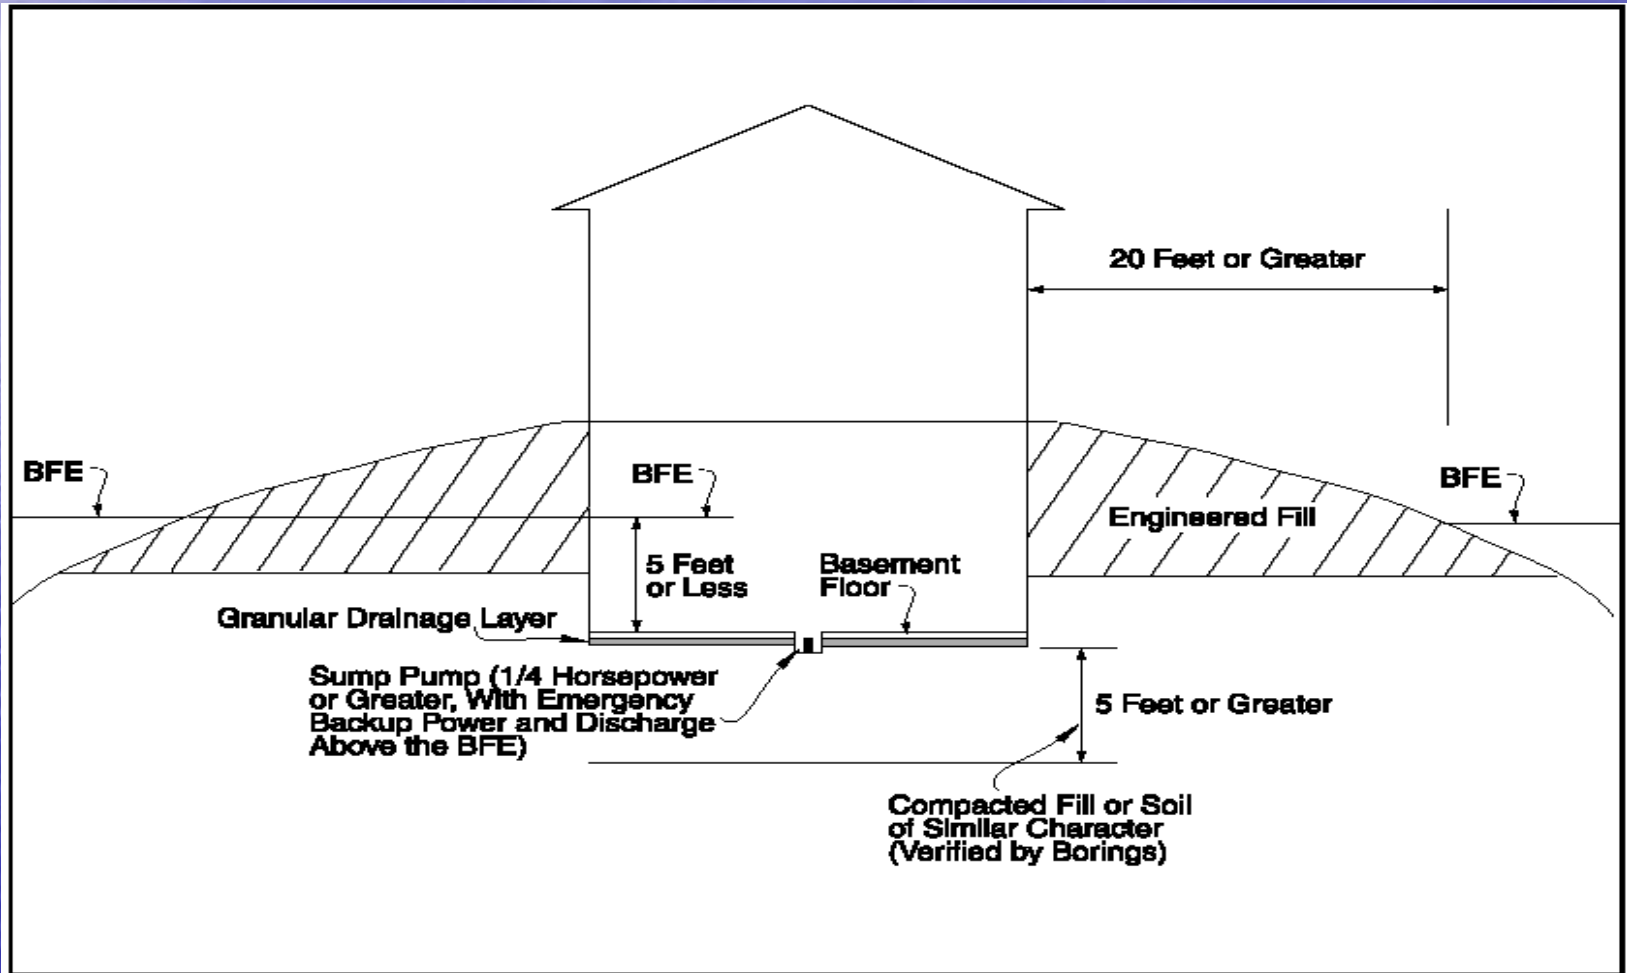 20 Feet or Greater
BFE
BFE
BFE
Engineered Fill
5 Feet
or Less
Basement
Floor
Granular Drainage Layer
Sump Pump (1/4 Horsepower
or Greater, With Emergency
Backup Power and Discharge
Above the BFE)
5 Feet or Greater
Compacted Fill or Soil
of Similar Character
(Verified by Borings)